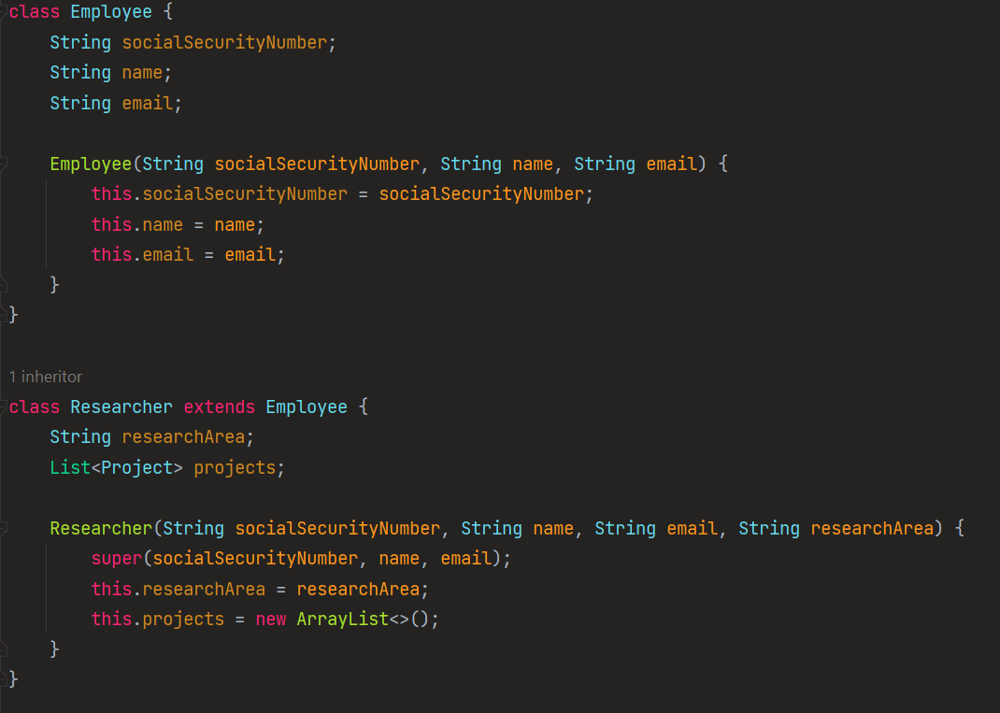 class Employee {
    String socialSecurityNumber;
    String name;
    String email;

    Employee(String socialSecurityNumber, String name, String email) {
        this.socialSecurityNumber = socialSecurityNumber;
        this.name = name;
        this.email = email;
    }
}

1 inheritor
class Researcher extends Employee {
    String researchArea;
    List<Project> projects;

    Researcher(String socialSecurityNumber, String name, String email, String researchArea) {
        super(socialSecurityNumber, name, email);
        this.researchArea = researchArea;
        this.projects = new ArrayList<>();
    }
}